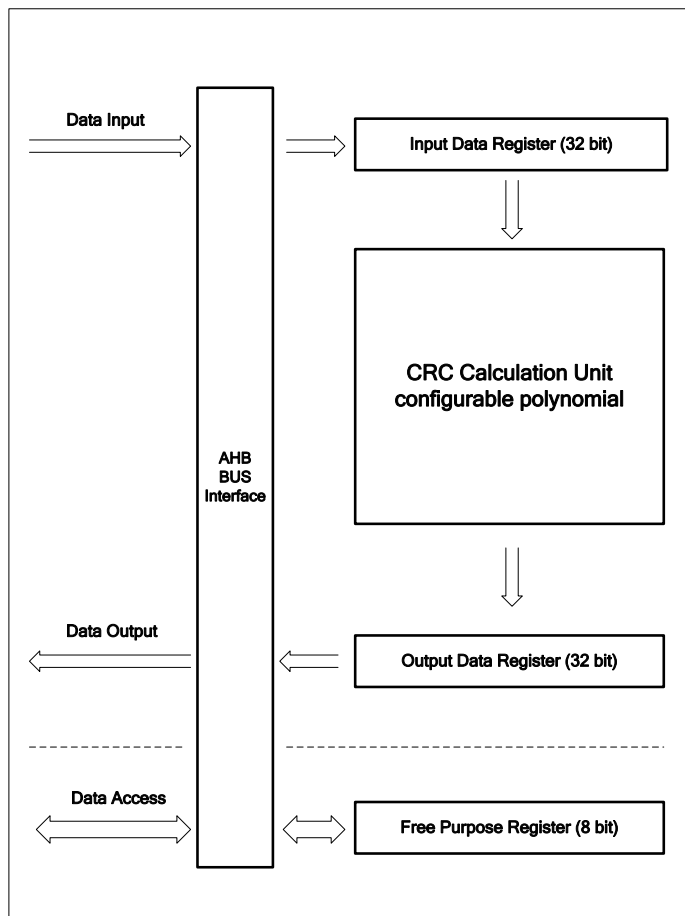 Data Input
Input Data Register (32 bit)
CRC Calculation Unit
configurable polynomial
AHB
BUS
Interface
Data Output
Output Data Register (32 bit)
Data Access
Free Purpose Register (8 bit)